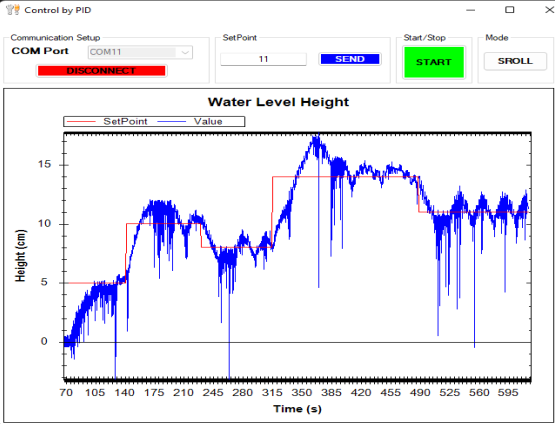 Control by PID
Communication Setup
COM Port COM11
DISCONNECT
SetPoint
11 SEND
Start/Stop
START
Mode
SROLL
Water Level Height
SetPoint Value
Height (cm)
15
10
5
0
70 105 140 175 210 245 280 315 350 385 420 455 490 525 560 595
Time (s)